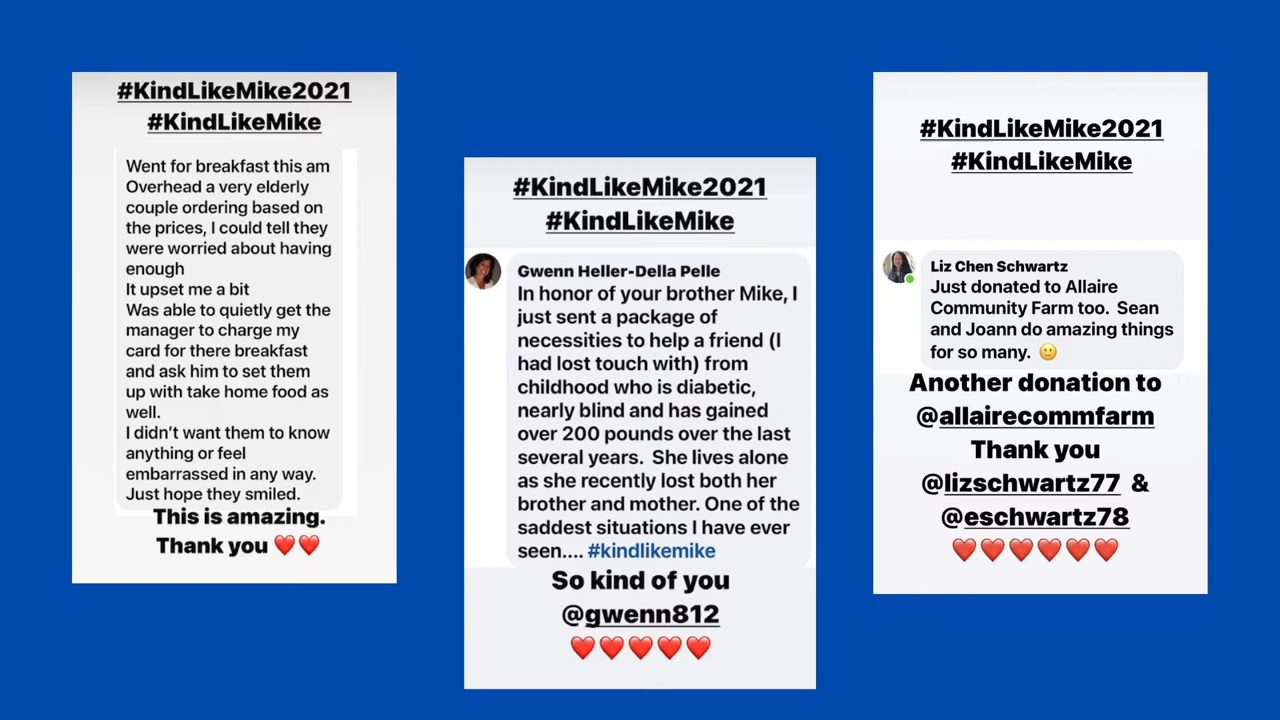 #KindLikeMike2021
#KindLikeMike
Went for breakfast this am
Overhead a very elderly
couple ordering based on
the prices, I could tell they
were worried about having
enough
It upset me a bit
Was able to quietly get the
manager to charge my
card for there breakfast
and ask him to set them
up with take home food as
well.
I didn’t want them to know
anything or feel
embarrassed in any way.
Just hope they smiled.
This is amazing.
Thank you ❤️❤️
#KindLikeMike2021
#KindLikeMike
Gwenn Heller-Della Pelle
In honor of your brother Mike, I
just sent a package of
necessities to help a friend (I
had lost touch with) from
childhood who is diabetic,
nearly blind and has gained
over 200 pounds over the last
several years. She lives alone
as she recently lost both her
brother and mother. One of the
saddest situations I have ever
seen.... #kindlikemike
So kind of you
@gwenn812
❤️❤️❤️❤️❤️
#KindLikeMike2021
#KindLikeMike
Liz Chen Schwartz
Just donated to Allaire
Community Farm too. Sean
and Joann do amazing things
for so many. 🙂
Another donation to
@allairecommfarm
Thank you
@lizschwartz77 &
@eschwartz78
❤️❤️❤️❤️❤️❤️